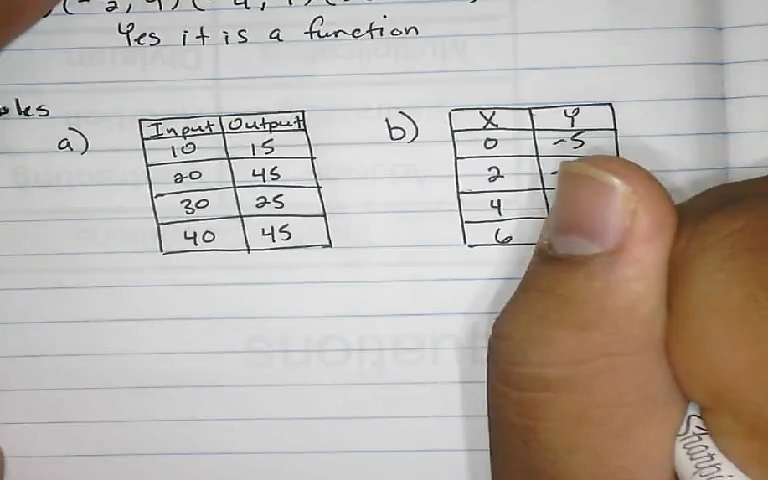 Yes it is a function
a)
Input Output
10 15
20 45
30 25
40 45
b)
X Y
0 -5
2
4
6
Sharpie